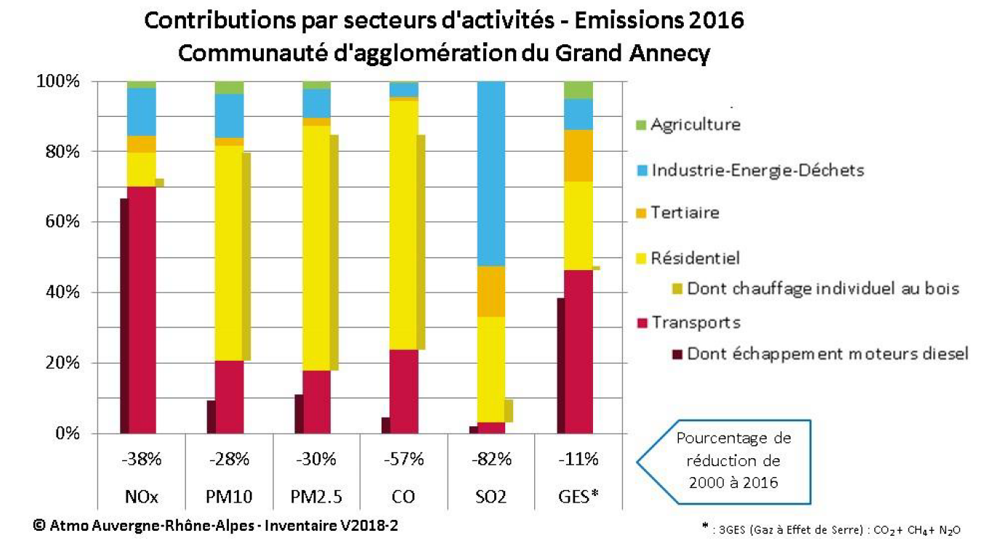 Contributions par secteurs d'activités - Emissions 2016
Communauté d'agglomération du Grand Annecy
100%
80%
60%
40%
20%
0%
Agriculture
Industrie-Energie-Déchets
Tertiaire
Résidentiel
Dont chauffage individuel au bois
Transports
Dont échappement moteurs diesel
-38% -28% -30% -57% -82% -11%
NOx PM10 PM2.5 CO SO2 GES*
Pourcentage de
réduction de
2000 à 2016
© Atmo Auvergne-Rhône-Alpes - Inventaire V2018-2
* : 3GES (Gaz à Effet de Serre) : CO₂+ CH₄+ N₂O